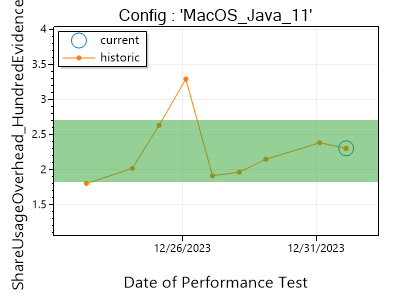 Config : 'MacOS_Java_11'
ShareUsageOverhead_HundredEvidence
current
historic
4
3.5
3
2.5
2
1.5
12/26/2023
12/31/2023
Date of Performance Test